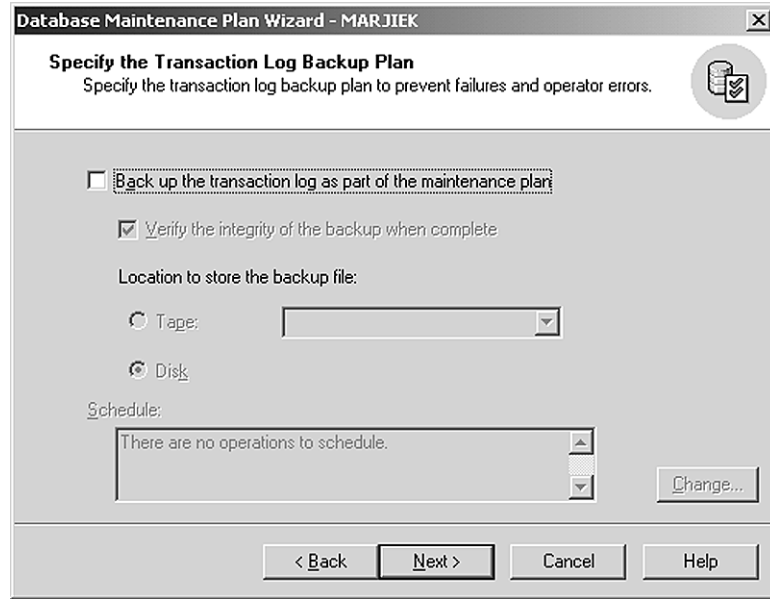 Database Maintenance Plan Wizard - MARJIEK
Specify the Transaction Log Backup Plan
Specify the transaction log backup plan to prevent failures and operator errors.
Back up the transaction log as part of the maintenance plan
Verify the integrity of the backup when complete
Location to store the backup file:
Tape:
Disk
Schedule:
There are no operations to schedule.
Change...
< Back Next > Cancel Help